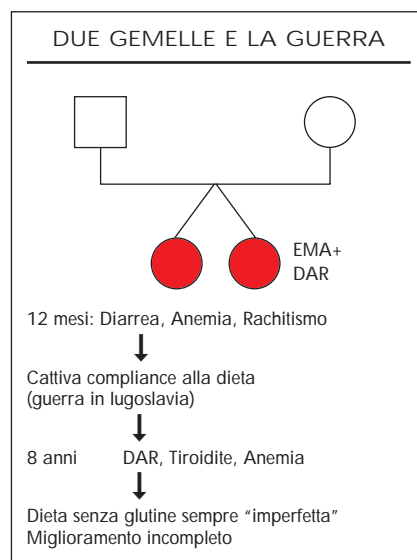 DUE GEMELLE E LA GUERRA
EMA+
DAR
12 mesi: Diarrea, Anemia, Rachitismo
Cattiva compliance alla dieta
(guerra in Iugoslavia)
8 anni DAR, Tiroidite, Anemia
Dieta senza glutine sempre “imperfetta”
Miglioramento incompleto